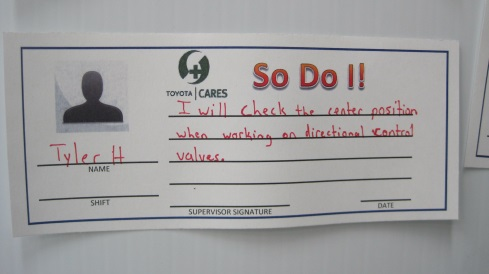 So Do I!
TOYOTA | CARES
I will check the center position
when working on directional control
valves.
Tyler H
NAME
SHIFT
SUPERVISOR SIGNATURE
DATE